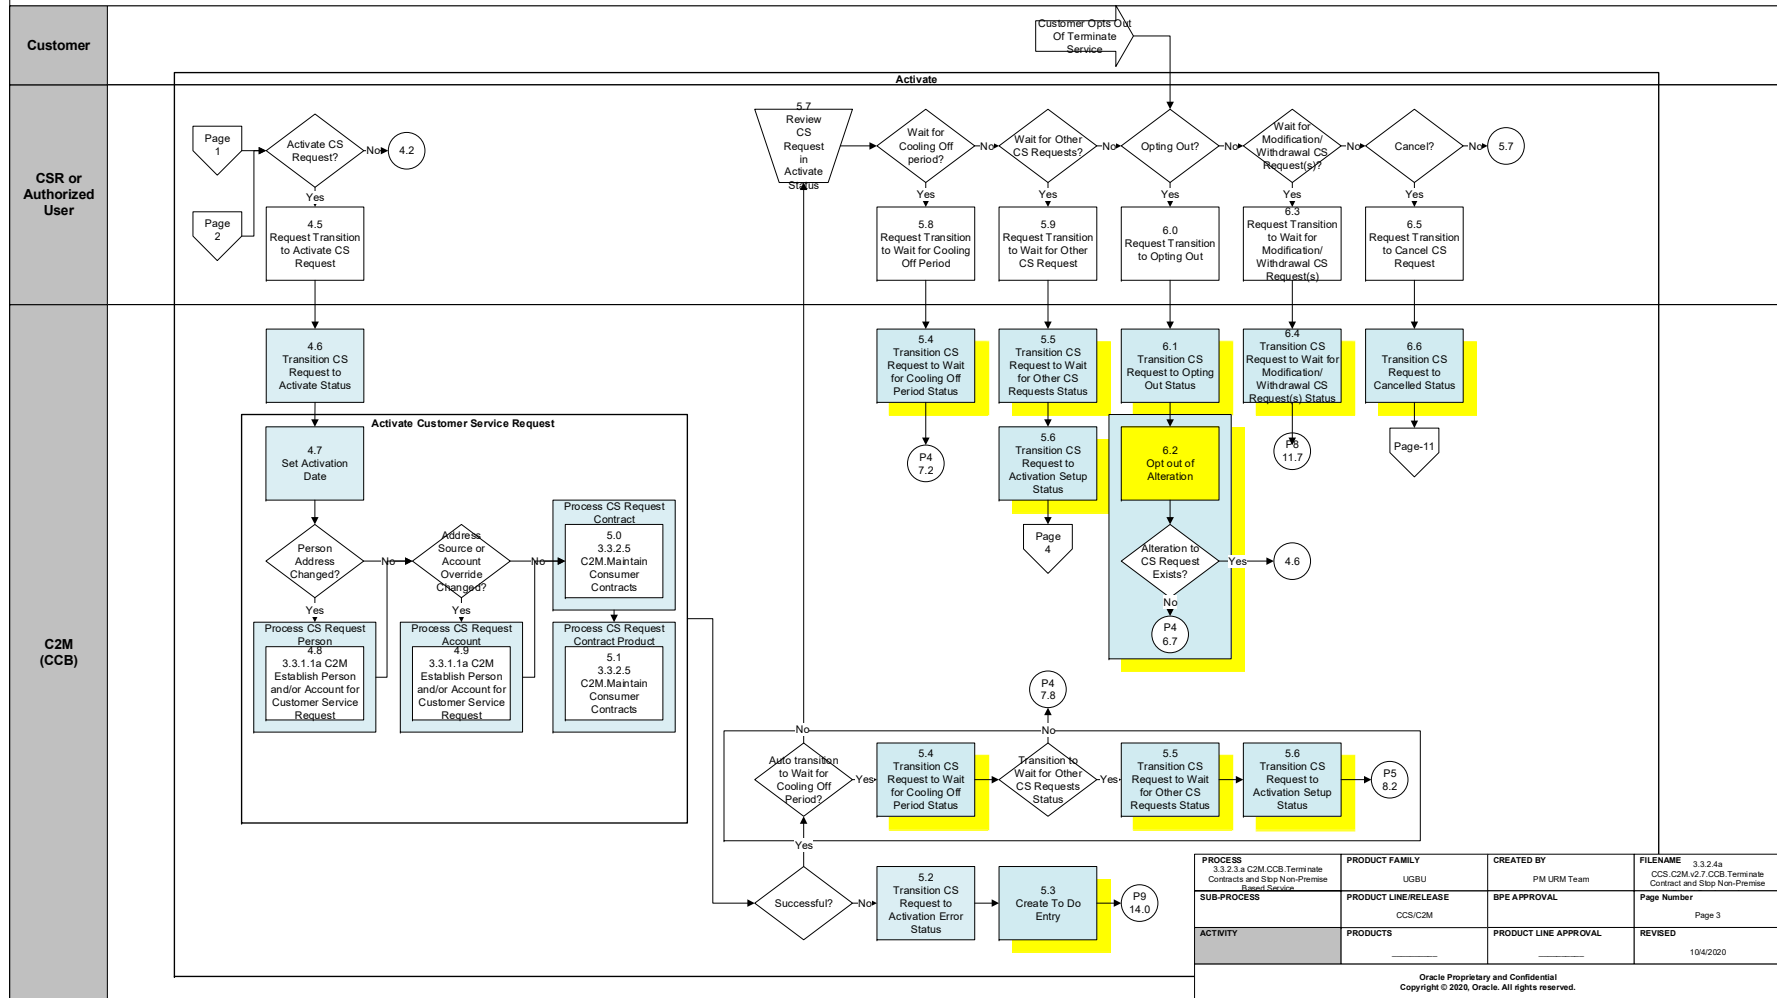 Customer
Customer Opts Out
Of Terminate
Service
Activate
CSR or
Authorized
User
Page
1
Page
2
Activate CS
Request?
No
4.2
Yes
4.5
Request Transition
to Activate CS
Request
5.7
Review
CS
Request
in
Activate
Status
Wait for
Cooling Off
period?
No
Wait for Other
CS Requests?
No
Opting Out?
No
Wait for
Modification/
Withdrawal CS
Request(s)?
No
Cancel?
No
5.7
Yes
Yes
Yes
Yes
Yes
5.8
Request Transition
to Wait for Cooling
Off Period
5.9
Request Transition
to Wait for Other
CS Request
6.0
Request Transition
to Opting Out
6.3
Request Transition
to Wait for
Modification/
Withdrawal CS
Request(s)
6.5
Request Transition
to Cancel CS
Request
C2M
(CCB)
4.6
Transition CS
Request to
Activate Status
5.4
Transition CS
Request to Wait
for Cooling Off
Period Status
5.5
Transition CS
Request to Wait
for Other CS
Requests Status
6.1
Transition CS
Request to Opting
Out Status
6.4
Transition CS
Request to Wait for
Modification/
Withdrawal CS
Request(s) Status
6.6
Transition CS
Request to
Cancelled Status
P4
7.2
5.6
Transition CS
Request to
Activation Setup
Status
Page
4
6.2
Opt out of
Alteration
Alteration to
CS Request
Exists?
Yes
4.6
No
P4
6.7
P8
11.7
Page-11
Activate Customer Service Request
4.7
Set Activation
Date
Person
Address
Changed?
No
Address
Source or
Account
Override
Changed?
No
Yes
Yes
Process CS Request
Person
4.8
3.3.1.1a C2M
Establish Person
and/or Account for
Customer Service
Request
Process CS Request
Account
4.9
3.3.1.1a C2M
Establish Person
and/or Account for
Customer Service
Request
Process CS Request
Contract
5.0
3.3.2.5
C2M.Maintain
Consumer
Contracts
Process CS Request
Contract Product
5.1
3.3.2.5
C2M.Maintain
Consumer
Contracts
P4
7.8
No
No
Auto transition
to Wait for
Cooling Off
Period?
Yes
5.4
Transition CS
Request to Wait
for Cooling Off
Period Status
Transition to
Wait for Other
CS Requests
Status
Yes
5.5
Transition CS
Request to Wait
for Other CS
Requests Status
5.6
Transition CS
Request to
Activation Setup
Status
P5
8.2
Yes
Successful?
No
5.2
Transition CS
Request to
Activation Error
Status
5.3
Create To Do
Entry
P9
14.0
PROCESS
3.3.2.3.a C2M.CCB.Terminate
Contracts and Stop Non-Premise
Based Service
PRODUCT FAMILY
UGBU
CREATED BY
PM URM Team
FILENAME 3.3.2.4a
CCS.C2M.v2.7.CCB.Terminate
Contract and Stop Non-Premise
SUB-PROCESS
PRODUCT LINE/RELEASE
CCS/C2M
BPE APPROVAL
Page Number
Page 3
ACTIVITY
PRODUCTS
PRODUCT LINE APPROVAL
REVISED
10/4/2020
Oracle Proprietary and Confidential
Copyright © 2020, Oracle. All rights reserved.